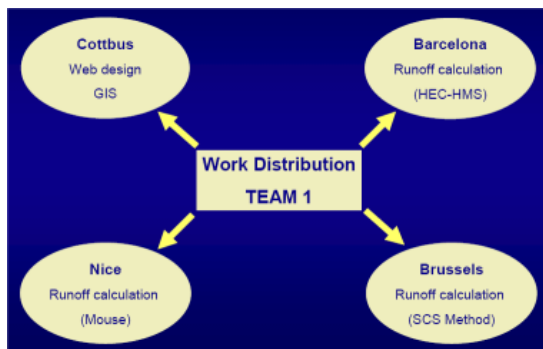 Cottbus
Web design
GIS
Barcelona
Runoff calculation
(HEC-HMS)
Work Distribution
TEAM 1
Nice
Runoff calculation
(Mouse)
Brussels
Runoff calculation
(SCS Method)